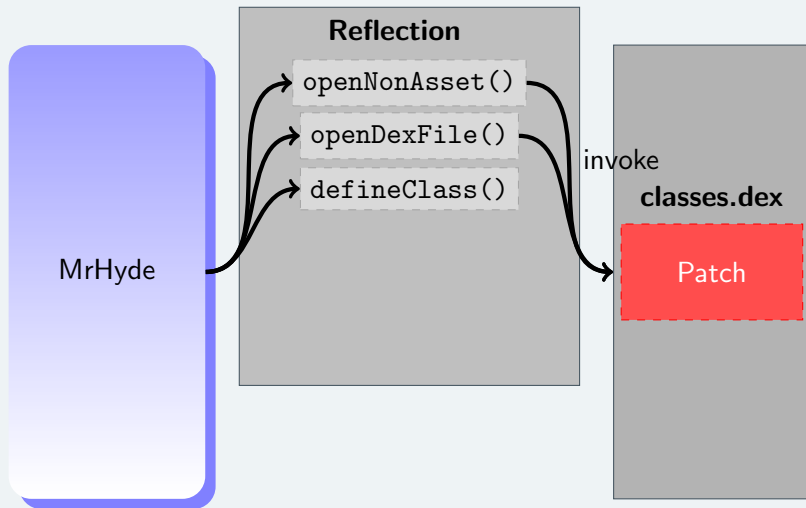 Reflection
openNonAsset()
openDexFile()
invoke
defineClass()
classes.dex
MrHyde
Patch